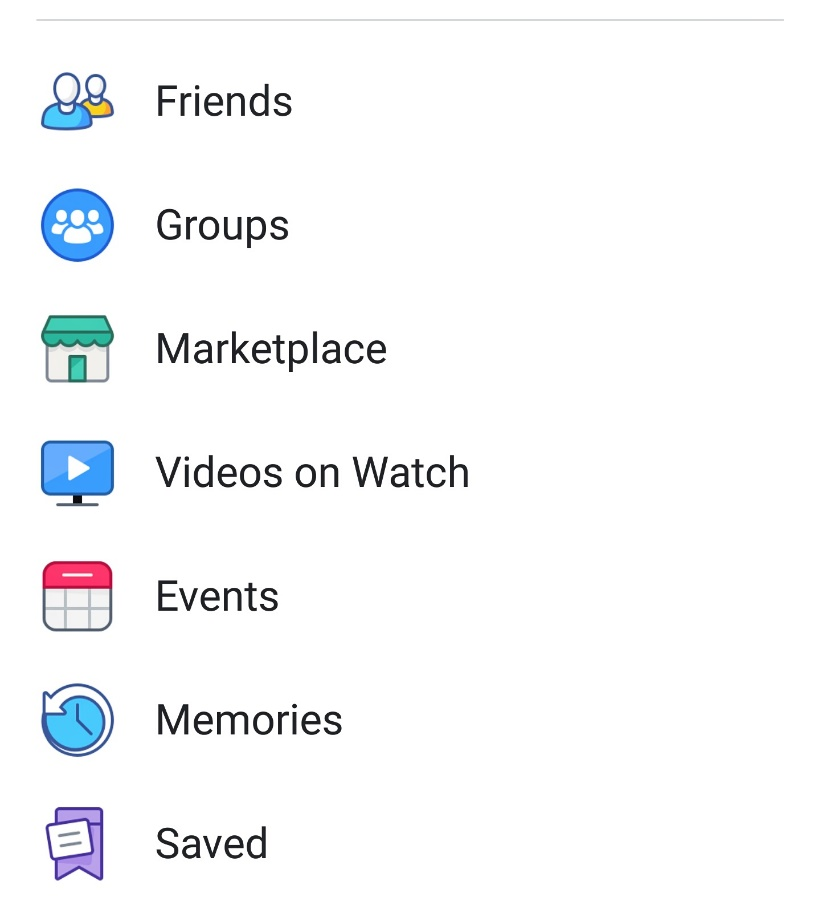 Friends
Groups
Marketplace
Videos on Watch
Events
Memories
Saved